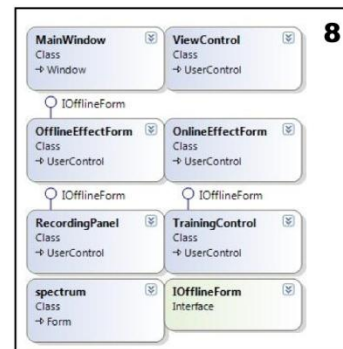 8
MainWindow
Class
Window
ViewControl
Class
UserControl
IOfflineForm
OfflineEffectForm
Class
UserControl
OnlineEffectForm
Class
UserControl
IOfflineForm
IOfflineForm
RecordingPanel
Class
UserControl
TrainingControl
Class
UserControl
spectrum
Class
Form
IOfflineForm
Interface